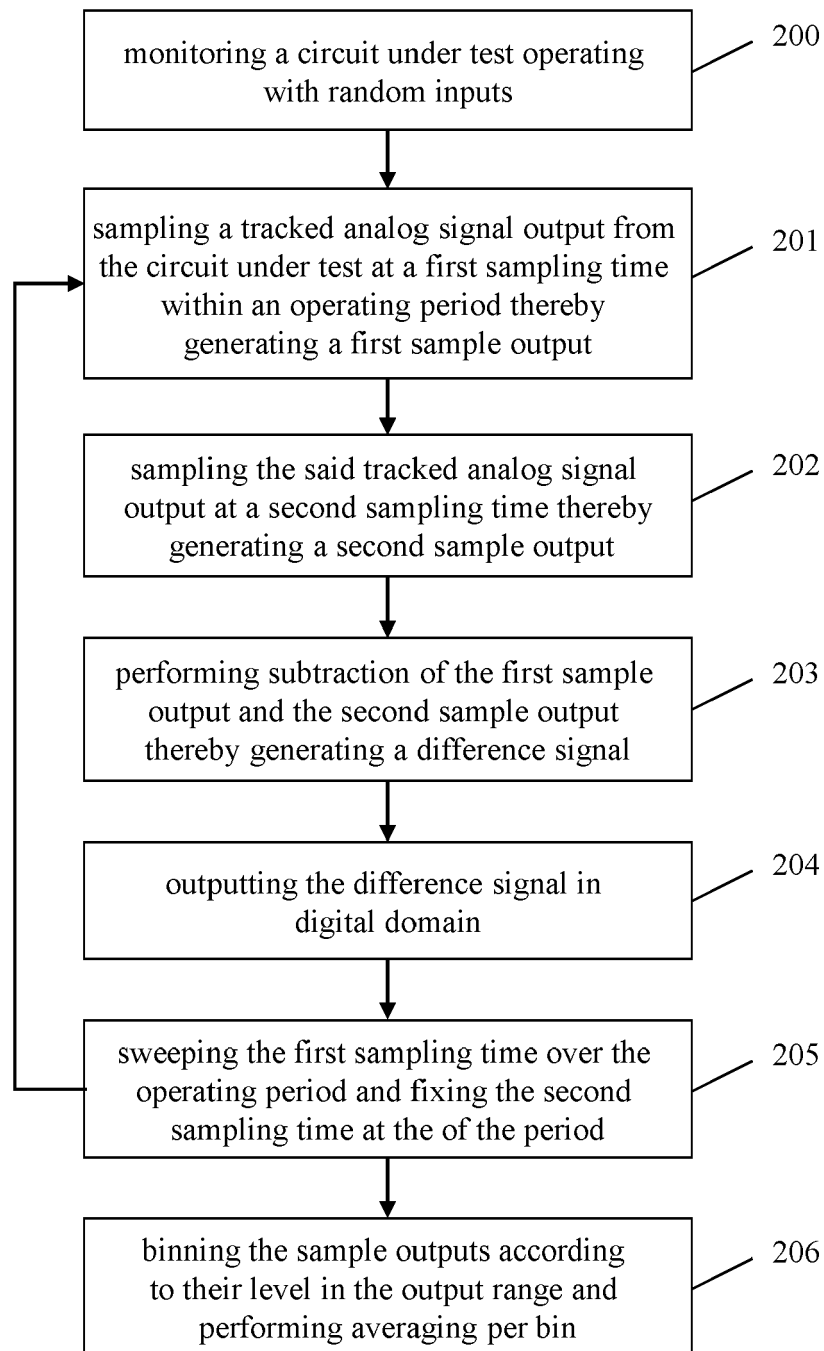 monitoring a circuit under test operating
with random inputs
200
sampling a tracked analog signal output from
the circuit under test at a first sampling time
within an operating period thereby
generating a first sample output
201
sampling the said tracked analog signal
output at a second sampling time thereby
generating a second sample output
202
performing subtraction of the first sample
output and the second sample output
thereby generating a difference signal
203
outputting the difference signal in
digital domain
204
sweeping the first sampling time over the
operating period and fixing the second
sampling time at the of the period
205
binning the sample outputs according
to their level in the output range and
performing averaging per bin
206